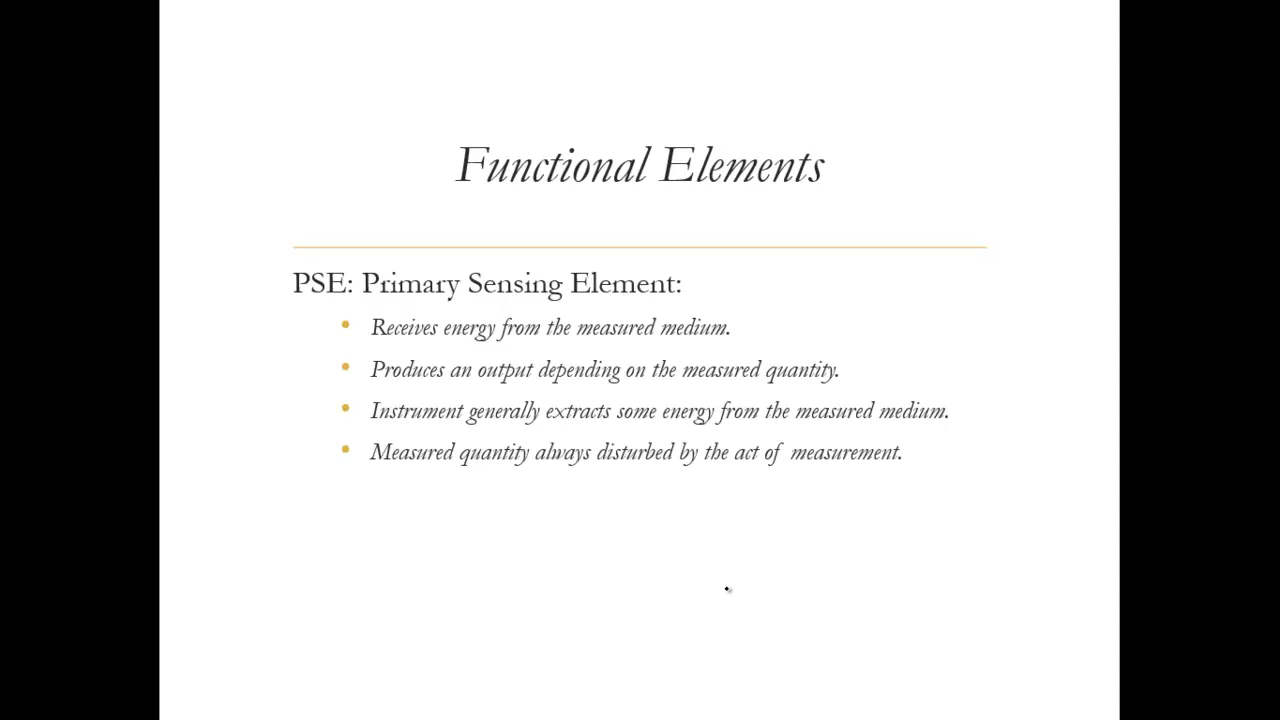 Functional Elements
PSE: Primary Sensing Element:
• Receives energy from the measured medium.
• Produces an output depending on the measured quantity.
• Instrument generally extracts some energy from the measured medium.
• Measured quantity always disturbed by the act of measurement.